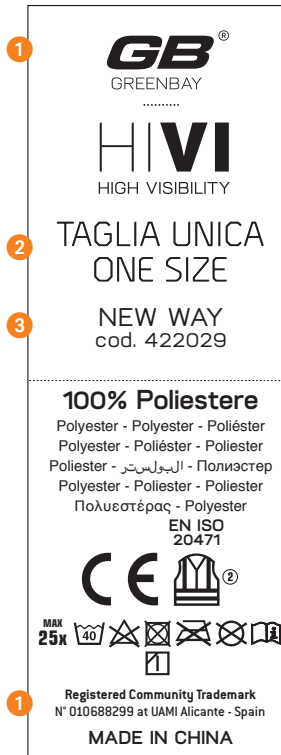 1
GB®
GREENBAY
..........
HIVI
HIGH VISIBILITY
2
TAGLIA UNICA
ONE SIZE
3
NEW WAY
cod. 422029
100% Poliestere
Polyester - Polyester - Poliéster
Polyester - Poliéster - Poliester
Poliester - البولستر - Полиэстер
Polyester - Poliester - Poliester
Πολυεστέρας - Polyester
EN ISO
20471
CE ②
MAX
25x 40
1
1
Registered Community Trademark
N° 010688299 at UAMI Alicante - Spain
MADE IN CHINA